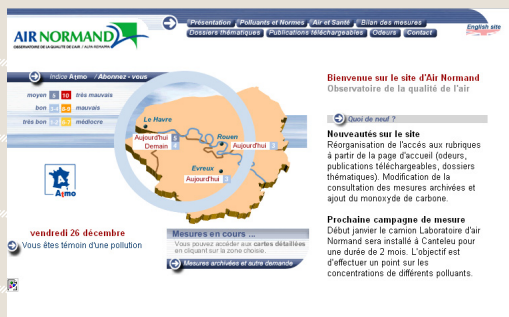 AIR NORMAND
OBSERVATOIRE DE LA QUALITE DE L'AIR
Présentation Polluants et Normes Air et Santé Bilan des mesures
Dossiers thématiques Publications téléchargeables Odeurs Contact
English site
Indice Atmo / Abonnez - vous
moyen 5 10 très mauvais
bon mauvais
très bon médiocre
Atmo
vendredi 26 décembre
Vous êtes témoin d'une pollution
Le Havre
Aujourd'hui
Demain
Rouen
Aujourd'hui 3
Evreux
Aujourd'hui 3
Mesures en cours ...
Vous pouvez accéder aux cartes détaillées
en cliquant sur la zone choisie.
Mesures archivées et autre demande
Bienvenue sur le site d'Air Normand
Observatoire de la qualité de l'air
Quoi de neuf ?
Nouveautés sur le site
Réorganisation de l'accés aux rubriques
à partir de la page d'accueil (odeurs,
publications téléchargeables, dossiers
thématiques). Modification de la
consultation des mesures archivées et
ajout du monoxyde de carbone.
Prochaine campagne de mesure
Début janvier le camion Laboratoire d'air
Normand sera installé à Canteleu pour
une durée de 2 mois. L'objectif est
d'effectuer un point sur les
concentrations de différents polluants.